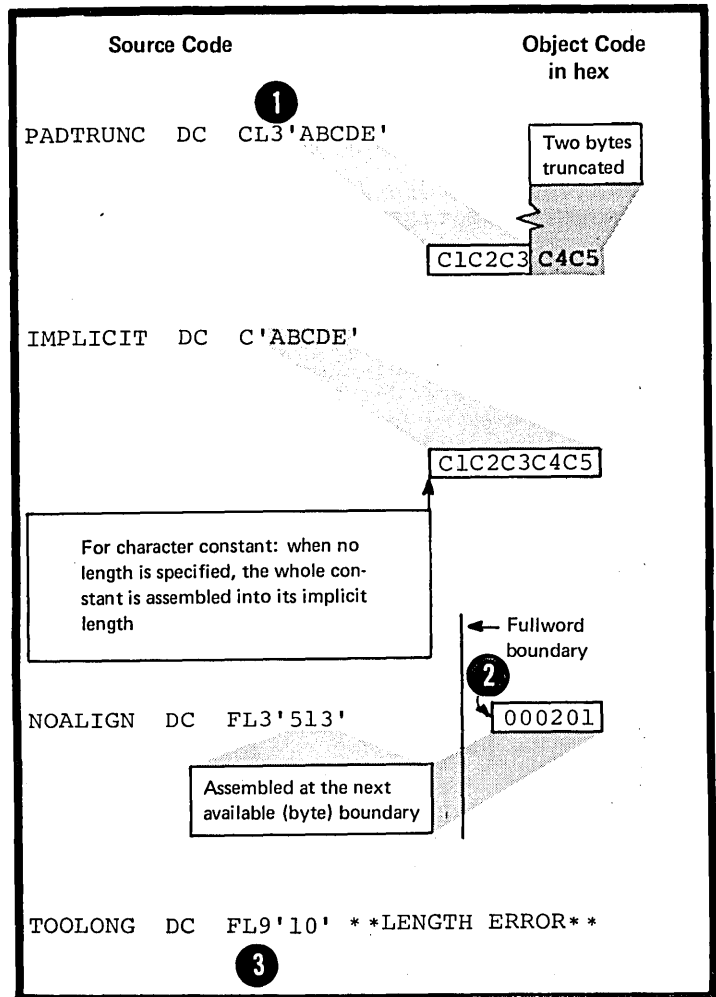 Source Code
Object Code
in hex
1
PADTRUNC DC CL3'ABCDE'
Two bytes
truncated
C1C2C3 C4C5
IMPLICIT DC C'ABCDE'
C1C2C3C4C5
For character constant: when no
length is specified, the whole con-
stant is assembled into its implicit
length
Fullword
boundary
2
NOALIGN DC FL3'513'
000201
Assembled at the next
available (byte) boundary
TOOLONG DC FL9'10' **LENGTH ERROR**
3